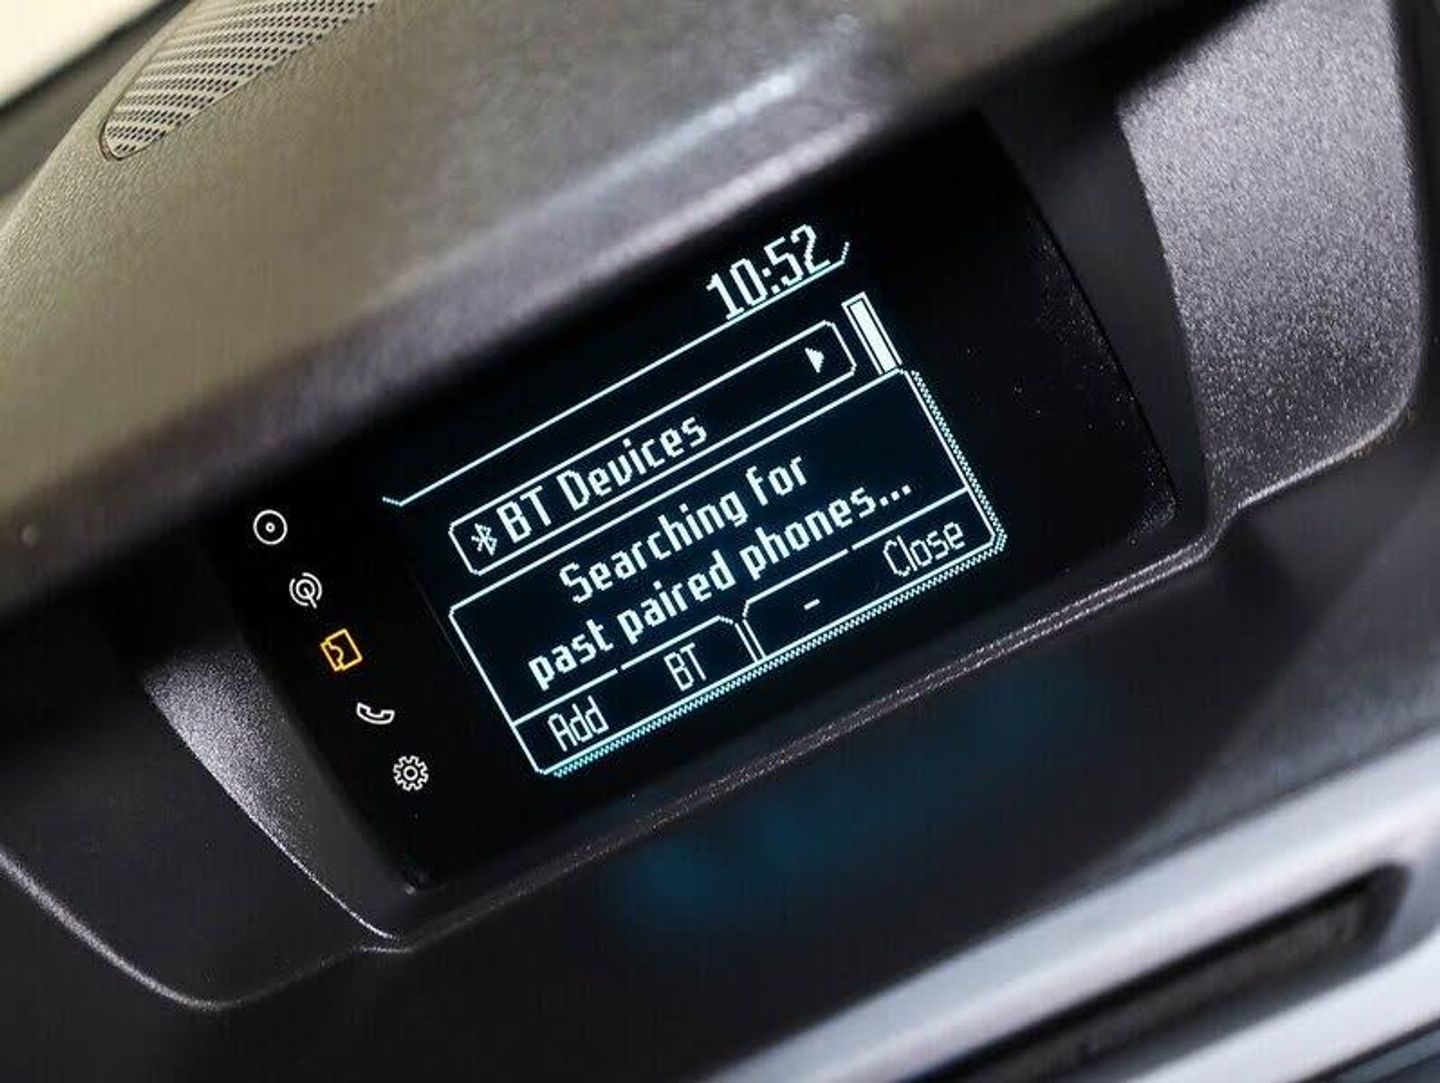 10:52
BT Devices
Searching for
past paired phones...
Add BT - Close